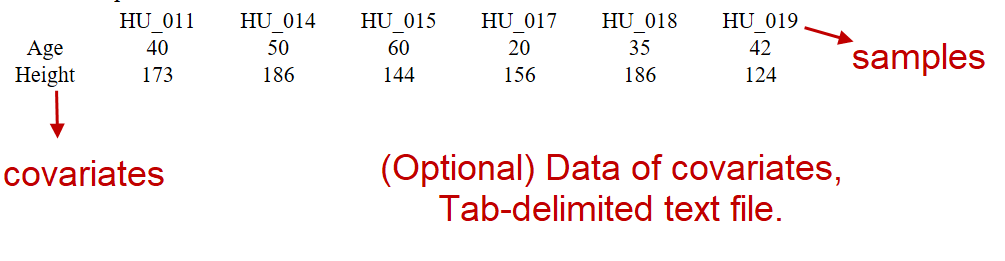 HU_011 HU_014 HU_015 HU_017 HU_018 HU_019
Age 40 50 60 20 35 42
Height 173 186 144 156 186 124
samples
covariates
(Optional) Data of covariates,
Tab-delimited text file.